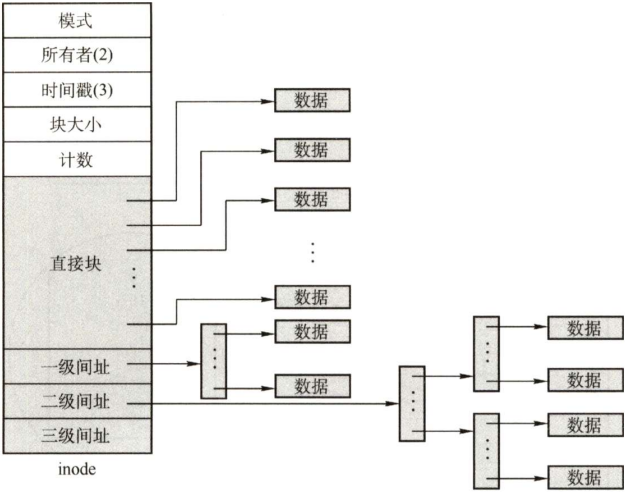 模式
所有者(2)
时间戳(3)
块大小
计数
直接块
一级间址
二级间址
三级间址
inode
数据
数据
数据
数据
数据
数据
数据
数据
数据
数据